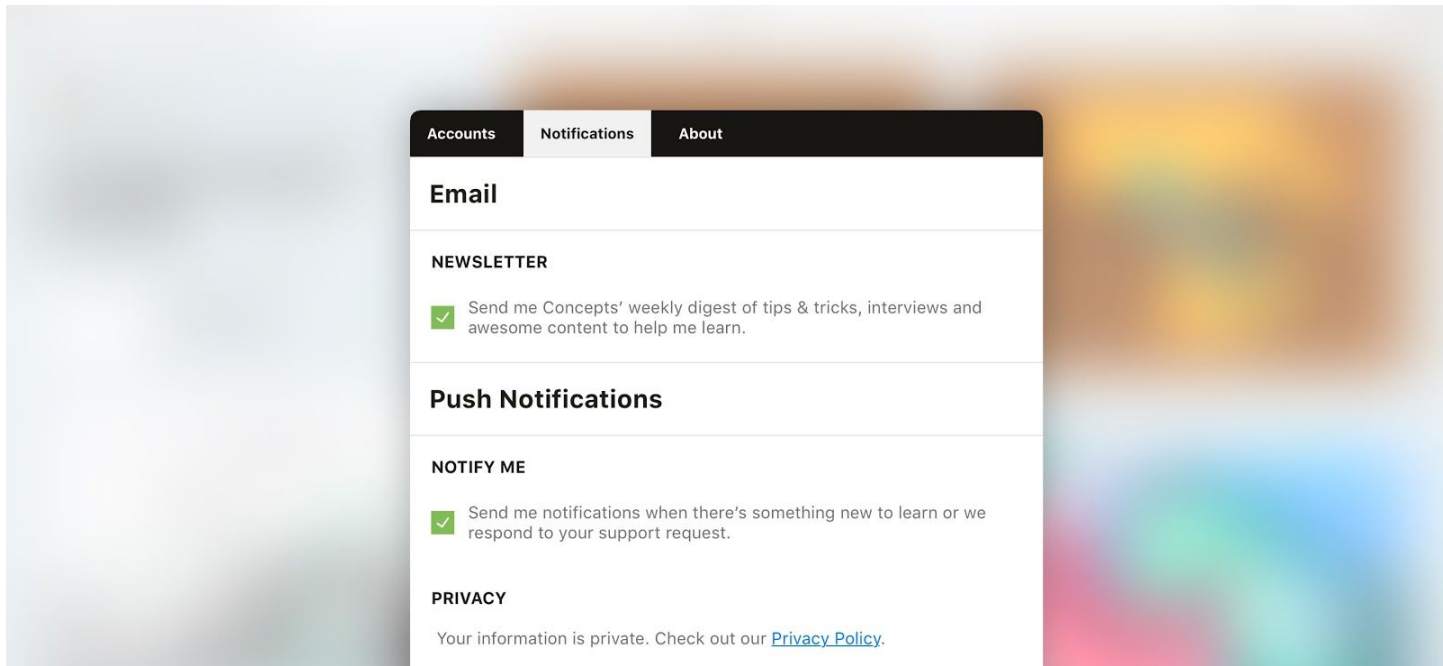 Accounts Notifications About
Email
NEWSLETTER
Send me Concepts’ weekly digest of tips & tricks, interviews and
awesome content to help me learn.
Push Notifications
NOTIFY ME
Send me notifications when there’s something new to learn or we
respond to your support request.
PRIVACY
Your information is private. Check out our Privacy Policy.